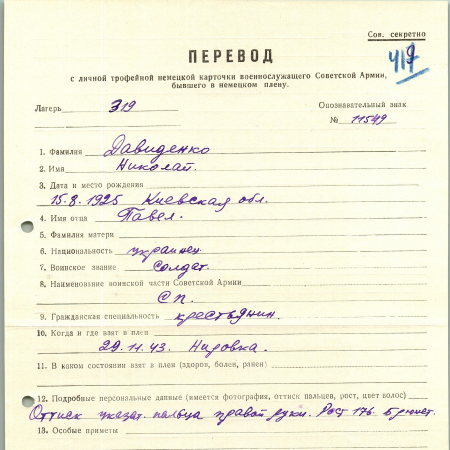 Сов. секретно
419
ПЕРЕВОД
с личной трофейной немецкой карточки военнослужащего Советской Армии,
бывшего в немецком плену.
Лагерь 319 Опознавательный знак
№ 11549
1. Фамилия Давиденко
2. Имя Николай.
3. Дата и место рождения
15.8.1925 Киевская обл.
4. Имя отца Павел.
5. Фамилия матери
6. Национальность украинец
7. Воинское звание солдат.
8. Наименование воинской части Советской Армии
СП.
9. Гражданская специальность крестьянин.
10. Когда и где взят в плен
29.11.43. Нидовка.
11. В каком состоянии взят в плен (здоров, болен, ранен)
12. Подробные персональные данные (имеется фотография, оттиск пальцев, рост, цвет волос)
Оттиск указат. пальца правой руки. Рост 176. Брюнет.
13. Особые приметы